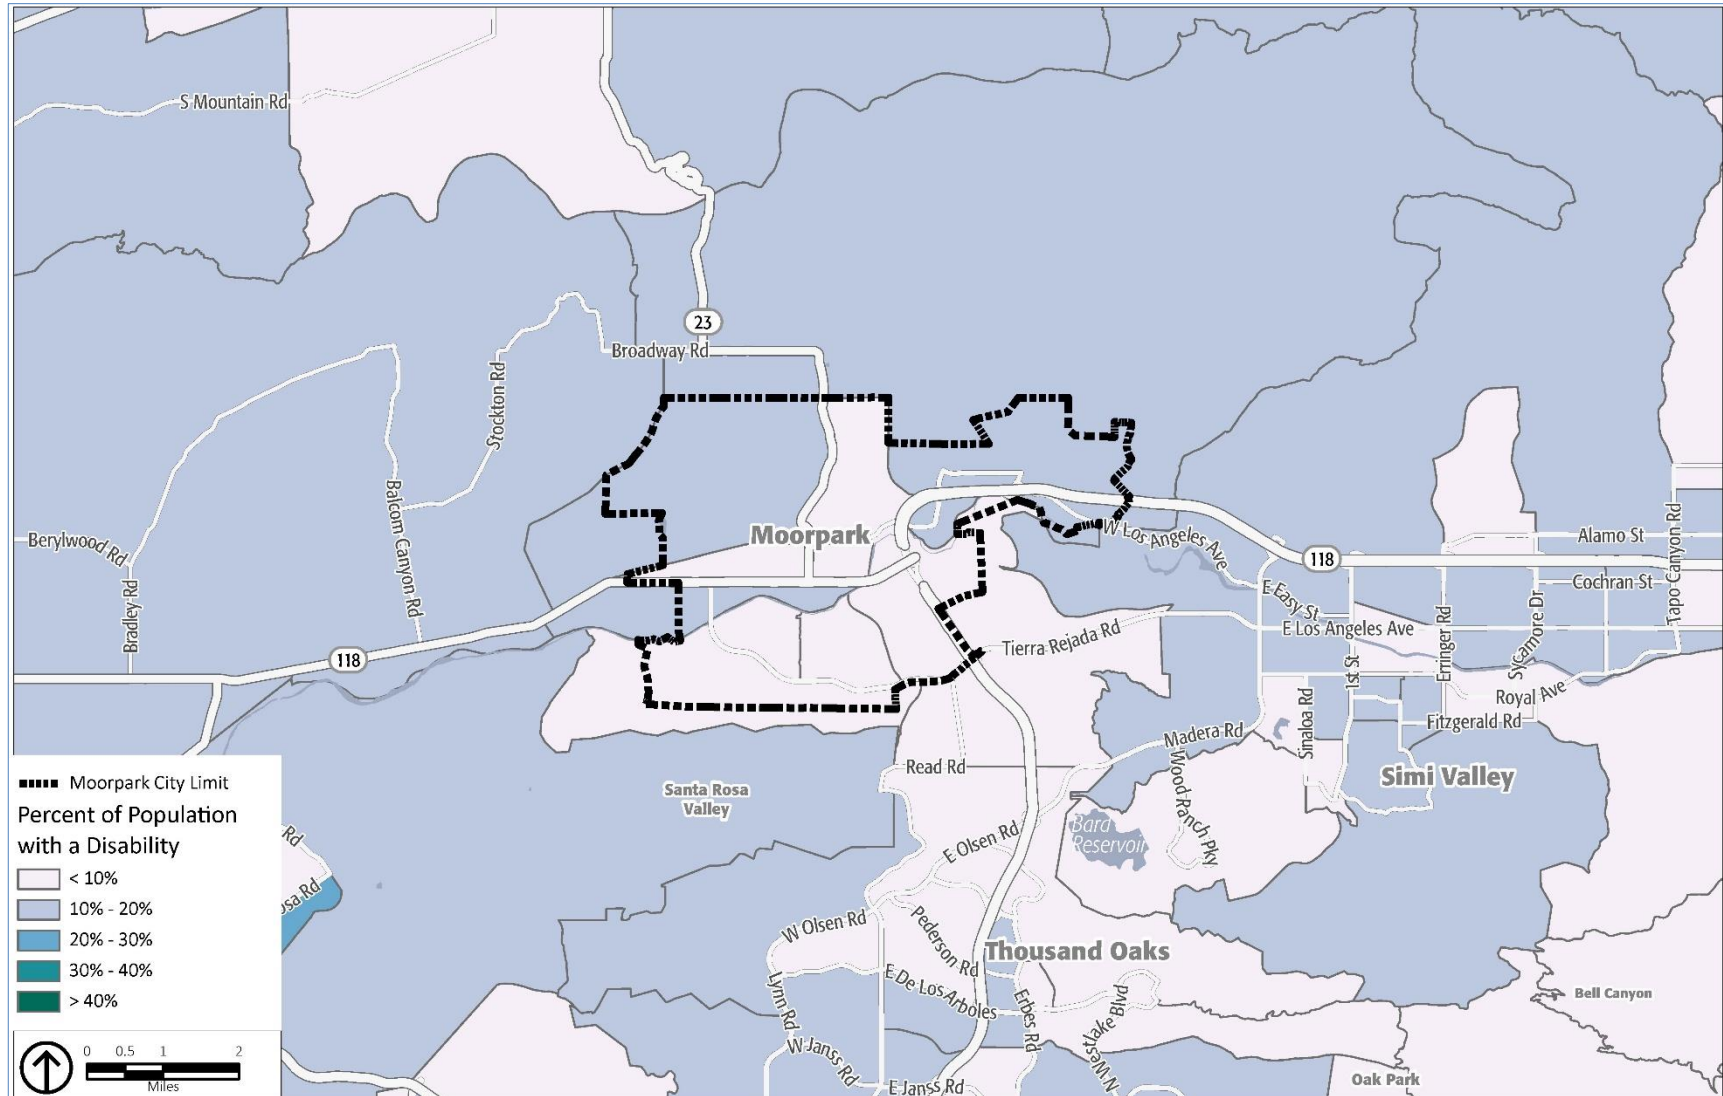 S Mountain Rd
23
Broadway Rd
Stockton Rd
Balcom Canyon Rd
Berylwood Rd
Bradley Rd
118
Moorpark
W Los Angeles Ave
118
Alamo St
Cochran St
Tapo Canyon Rd
E Easy St
E Los Angeles Ave
Erringer Rd
Sycamore Dr
1st St
Tierra Rejada Rd
Royal Ave
Fitzgerald Rd
Sinaloa Rd
Madera Rd
Wood Ranch Pky
Simi Valley
Read Rd
Santa Rosa
Valley
Bard
Reservoir
E Olsen Rd
W Olsen Rd
Pederson Rd
Thousand Oaks
E De Los Arboles
Erbes Rd
Lynn Rd
N Westlake Blvd
Bell Canyon
W Janss Rd
E Janss Rd
Oak Park
Rd
osa Rd
Moorpark City Limit
Percent of Population
with a Disability
< 10%
10% - 20%
20% - 30%
30% - 40%
> 40%
0 0.5 1 2
Miles